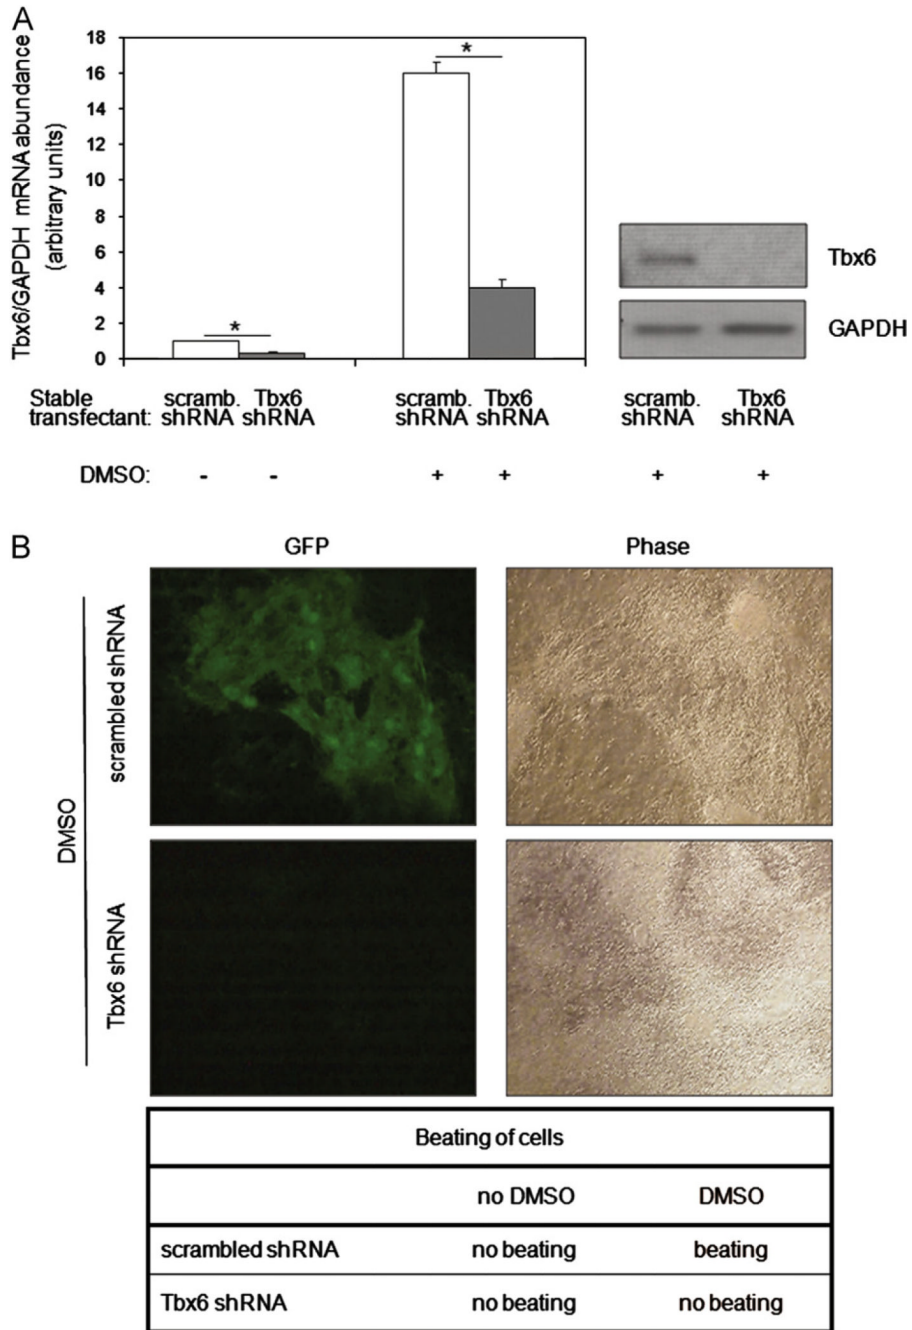 A
Tbx6/GAPDH mRNA abundance
(arbitrary units)
18
16
14
12
10
8
6
4
2
0
*
*
Tbx6
GAPDH
Stable
transfectant:
scramb.
shRNA
Tbx6
shRNA
scramb.
shRNA
Tbx6
shRNA
scramb.
shRNA
Tbx6
shRNA
DMSO: - - + + + +
B
GFP Phase
DMSO
scrambled shRNA
Tbx6 shRNA
Beating of cells
no DMSO DMSO
scrambled shRNA no beating beating
Tbx6 shRNA no beating no beating